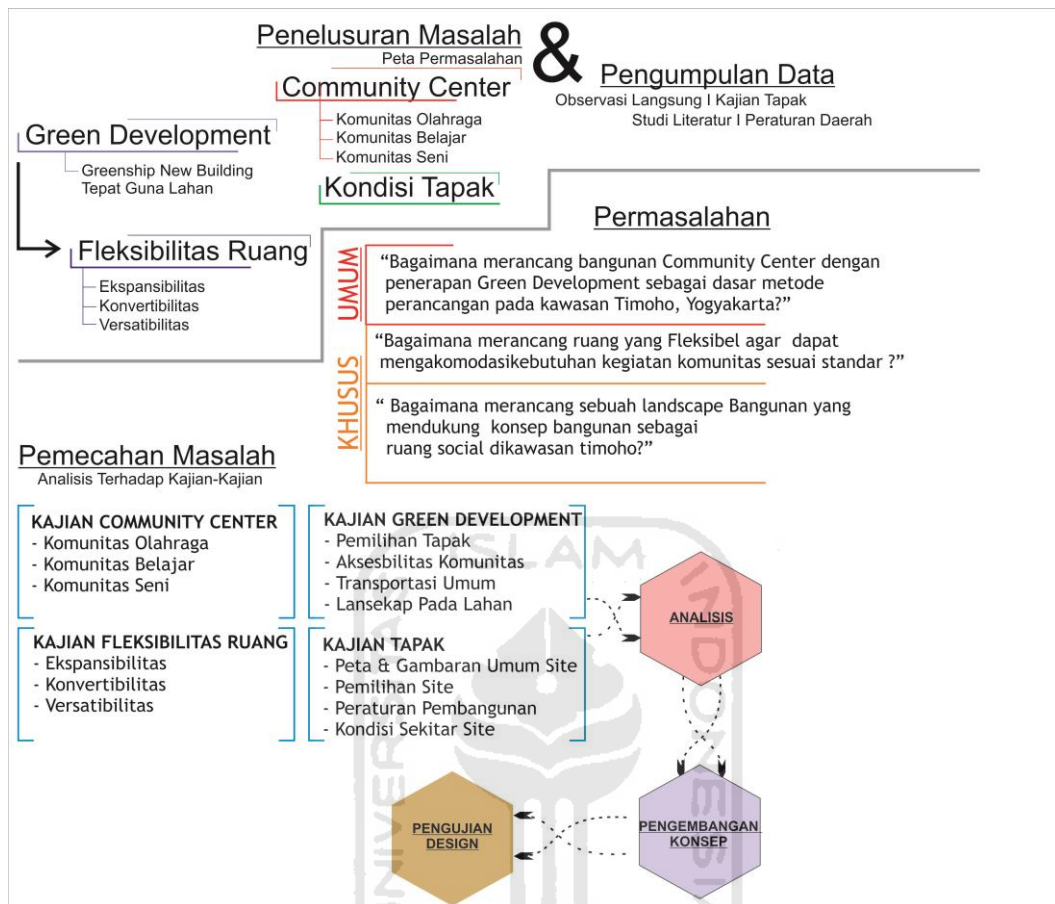 Penelusuran Masalah
Peta Permasalahan
&
Pengumpulan Data
Observasi Langsung I Kajian Tapak
Studi Literatur I Peraturan Daerah
Community Center
Komunitas Olahraga
Komunitas Belajar
Komunitas Seni
Green Development
Greenship New Building
Tepat Guna Lahan
Kondisi Tapak
Fleksibilitas Ruang
Ekspansibilitas
Konvertibilitas
Versatibilitas
Permasalahan
UMUM
“Bagaimana merancang bangunan Community Center dengan
penerapan Green Development sebagai dasar metode
perancangan pada kawasan Timoho, Yogyakarta?”
KHUSUS
“Bagaimana merancang ruang yang Fleksibel agar dapat
mengakomodasikebutuhan kegiatan komunitas sesuai standar ?”
“ Bagaimana merancang sebuah landscape Bangunan yang
mendukung konsep bangunan sebagai
ruang social dikawasan timoho?”
Pemecahan Masalah
Analisis Terhadap Kajian-Kajian
KAJIAN COMMUNITY CENTER
- Komunitas Olahraga
- Komunitas Belajar
- Komunitas Seni
KAJIAN GREEN DEVELOPMENT
- Pemilihan Tapak
- Aksesbilitas Komunitas
- Transportasi Umum
- Lansekap Pada Lahan
KAJIAN FLEKSIBILITAS RUANG
- Ekspansibilitas
- Konvertibilitas
- Versatibilitas
KAJIAN TAPAK
- Peta & Gambaran Umum Site
- Pemilihan Site
- Peraturan Pembangunan
- Kondisi Sekitar Site
ANALISIS
PENGEMBANGAN
KONSEP
PENGUJIAN
DESIGN
UNIVERSITAS
ISLAM
INDONESI